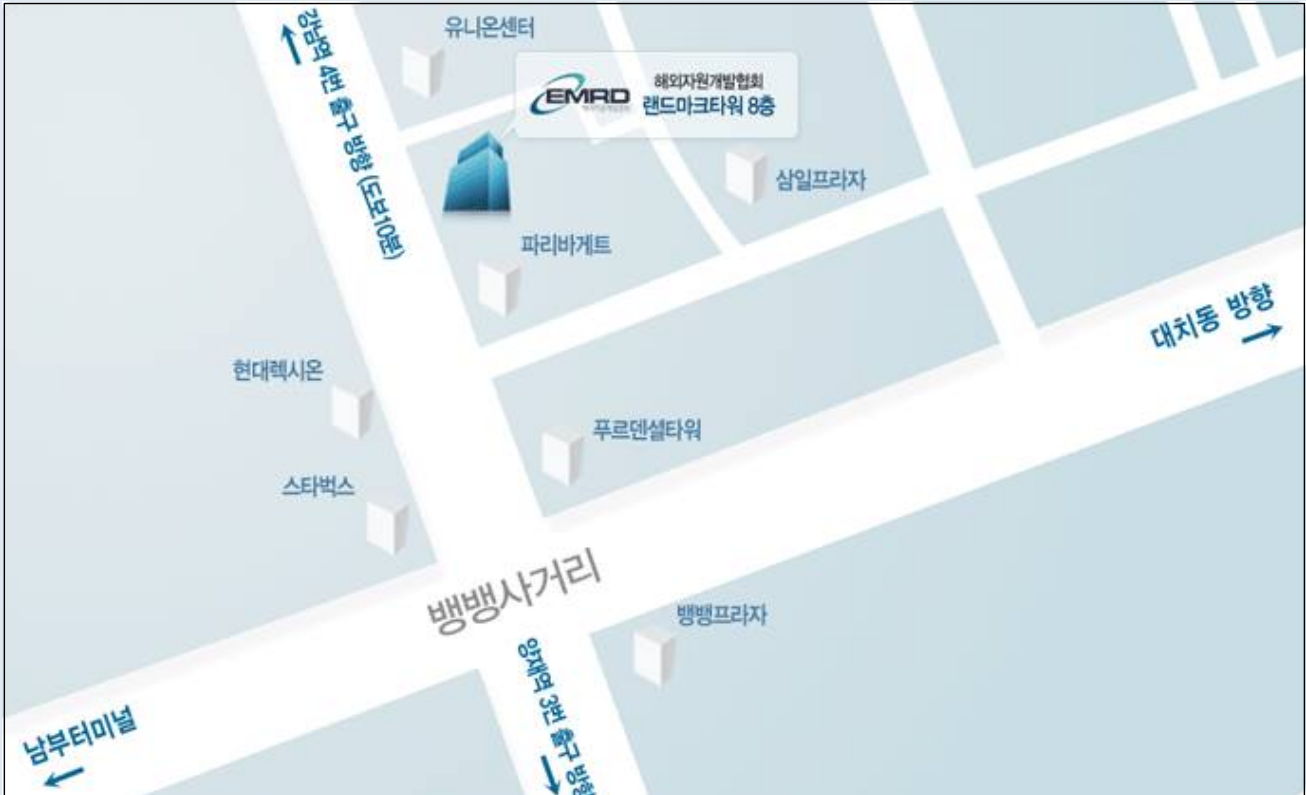 유니온센터
강남역 4번 출구 방향 (도보10분)
EMRD
해외자원개발협회
랜드마크타워 8층
삼일프라자
파리바게트
대치동 방향
현대렉시온
푸르덴셜타워
스타벅스
뱅뱅사거리
뱅뱅프라자
양재역 3번 출구 방향
남부터미널